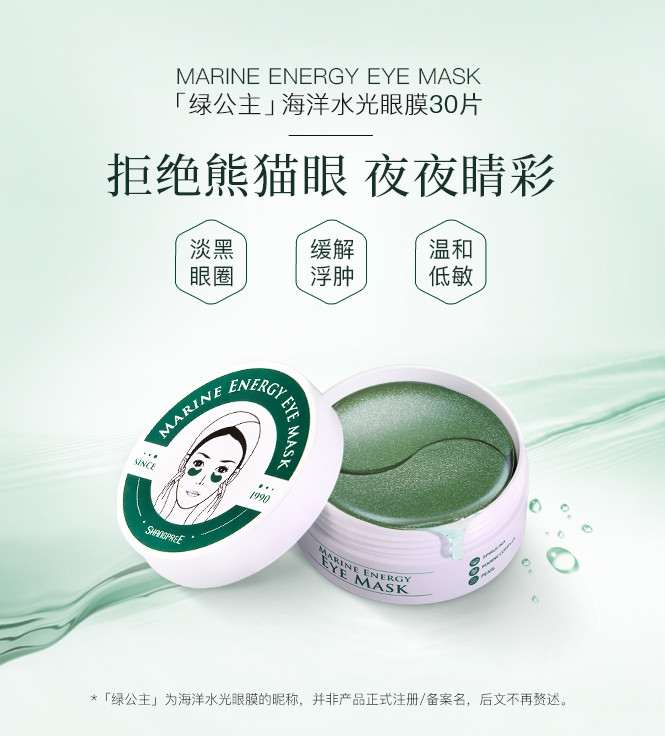 MARINE ENERGY EYE MASK
「绿公主」海洋水光眼膜30片
拒绝熊猫眼 夜夜睛彩
淡黑
眼圈
缓解
浮肿
温和
低敏
MARINE ENERGY EYE MASK
SINCE
1990
SHANGPREE
MARINE ENERGY
EYE MASK
SPIRULINA
MARINE COMPLEX
PEARL
*「绿公主」为海洋水光眼膜的昵称，并非产品正式注册/备案名，后文不再赘述。